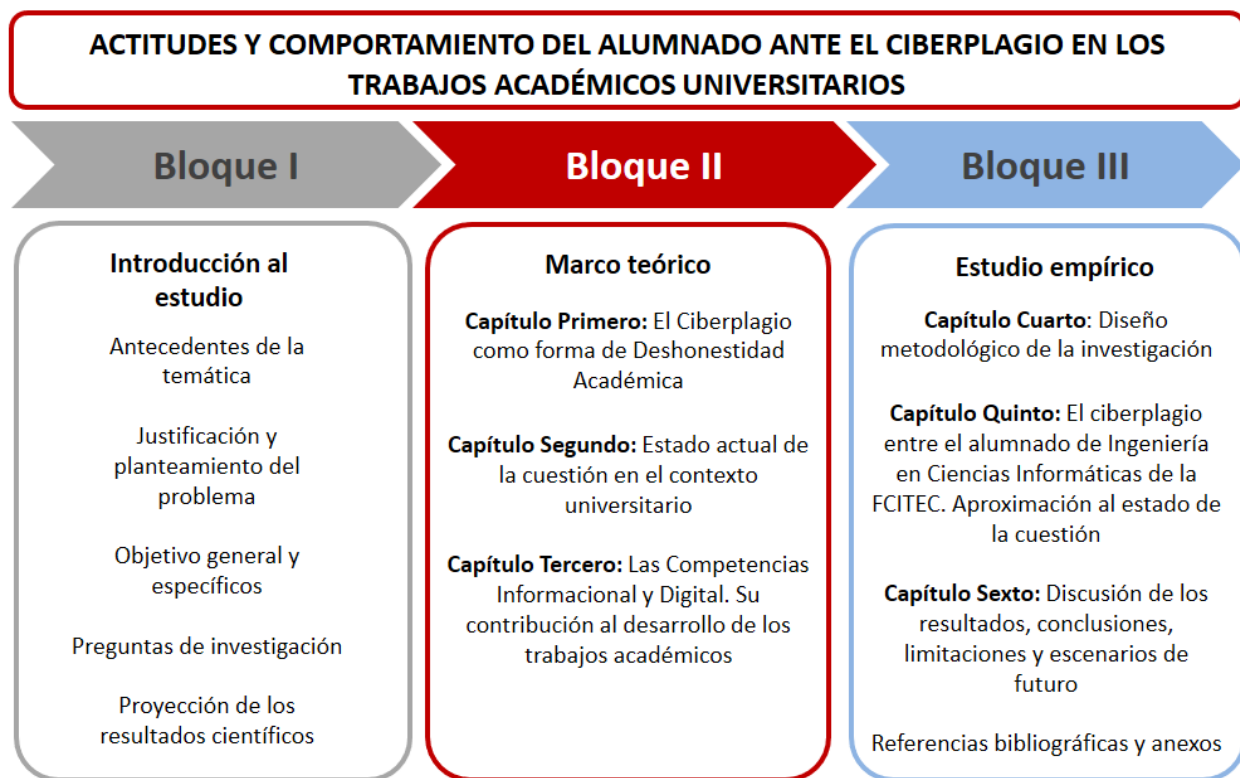 ACTITUDES Y COMPORTAMIENTO DEL ALUMNADO ANTE EL CIBERPLAGIO EN LOS
TRABAJOS ACADÉMICOS UNIVERSITARIOS
Bloque I
Introducción al
estudio
Antecedentes de la
temática
Justificación y
planteamiento del
problema
Objetivo general y
específicos
Preguntas de investigación
Proyección de los
resultados científicos
Bloque II
Marco teórico
Capítulo Primero: El Ciberplagio
como forma de Deshonestidad
Académica
Capítulo Segundo: Estado actual de
la cuestión en el contexto
universitario
Capítulo Tercero: Las Competencias
Informacional y Digital. Su
contribución al desarrollo de los
trabajos académicos
Bloque III
Estudio empírico
Capítulo Cuarto: Diseño
metodológico de la investigación
Capítulo Quinto: El ciberplagio
entre el alumnado de Ingeniería
en Ciencias Informáticas de la
FCITEC. Aproximación al estado de
la cuestión
Capítulo Sexto: Discusión de los
resultados, conclusiones,
limitaciones y escenarios de
futuro
Referencias bibliográficas y anexos